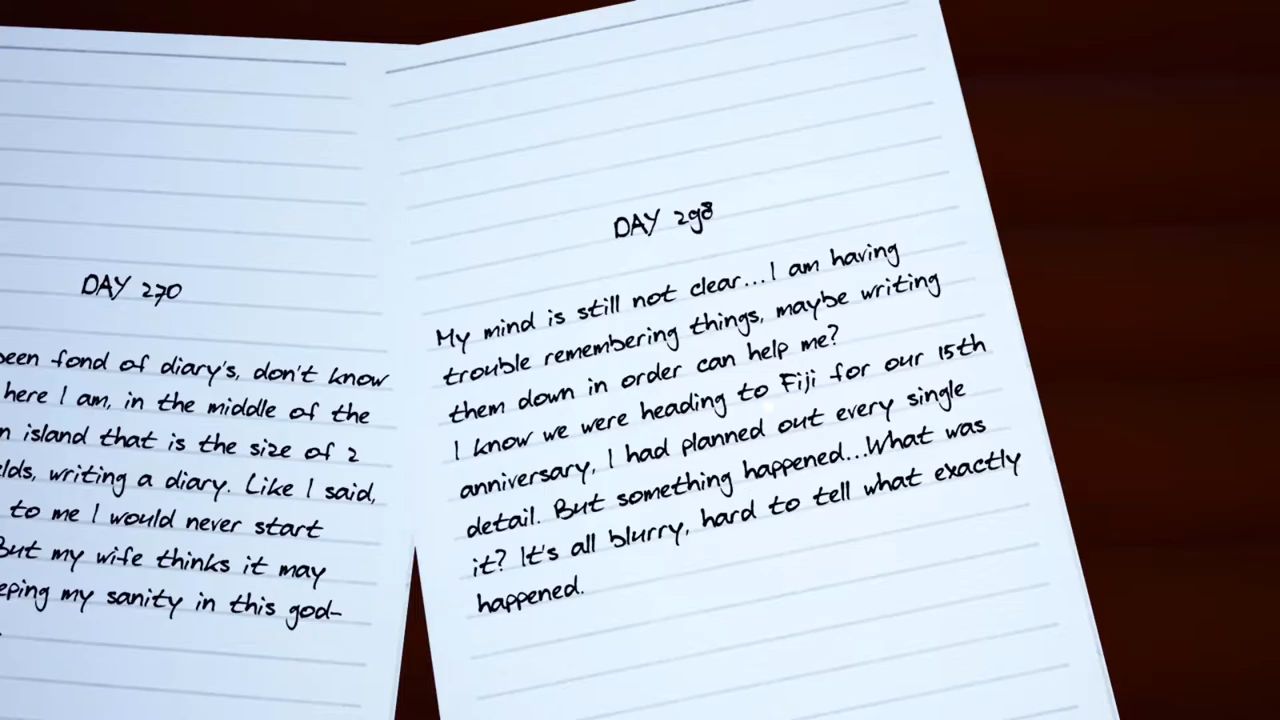 DAY 270
been fond of diary's, don't know
here I am, in the middle of the
island that is the size of 2
writing a diary. Like I said,
to me I would never start
But my wife thinks it may
my sanity in this god-
DAY 298
My mind is still not clear...I am having
trouble remembering things, maybe writing
them down in order can help me?
I know we were heading to Fiji for our 15th
anniversary, I had planned out every single
detail. But something happened...What was
it? It's all blurry, hard to tell what exactly
happened.